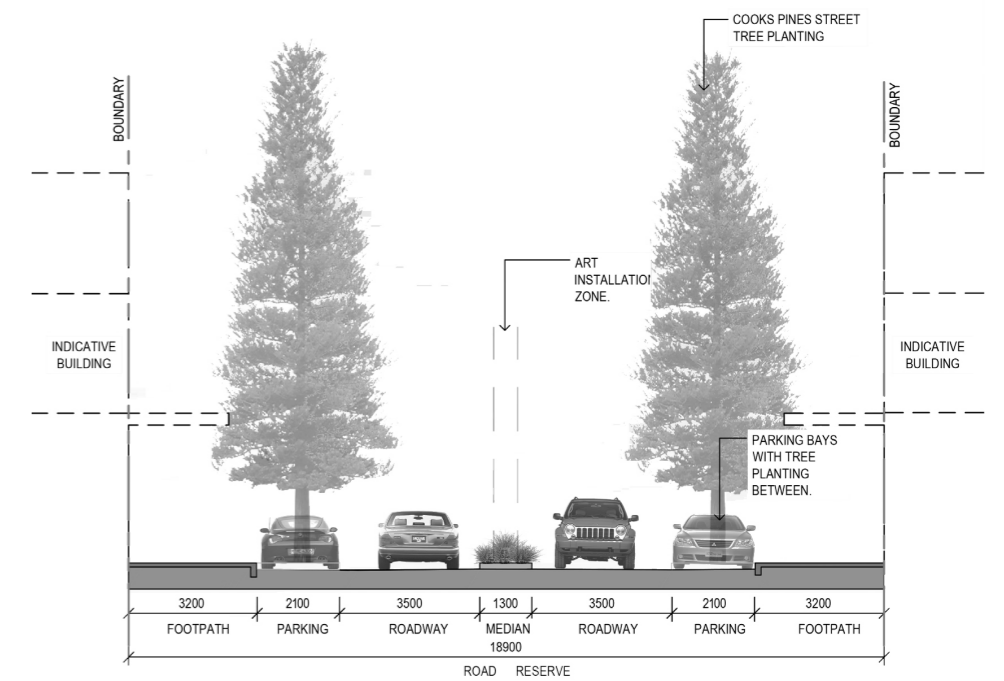 COOKS PINES STREET
TREE PLANTING
BOUNDARY
BOUNDARY
ART
INSTALLATION
ZONE.
INDICATIVE
BUILDING
INDICATIVE
BUILDING
PARKING BAYS
WITH TREE
PLANTING
BETWEEN.
3200 2100 3500 1300 3500 2100 3200
FOOTPATH PARKING ROADWAY MEDIAN ROADWAY PARKING FOOTPATH
18900
ROAD RESERVE